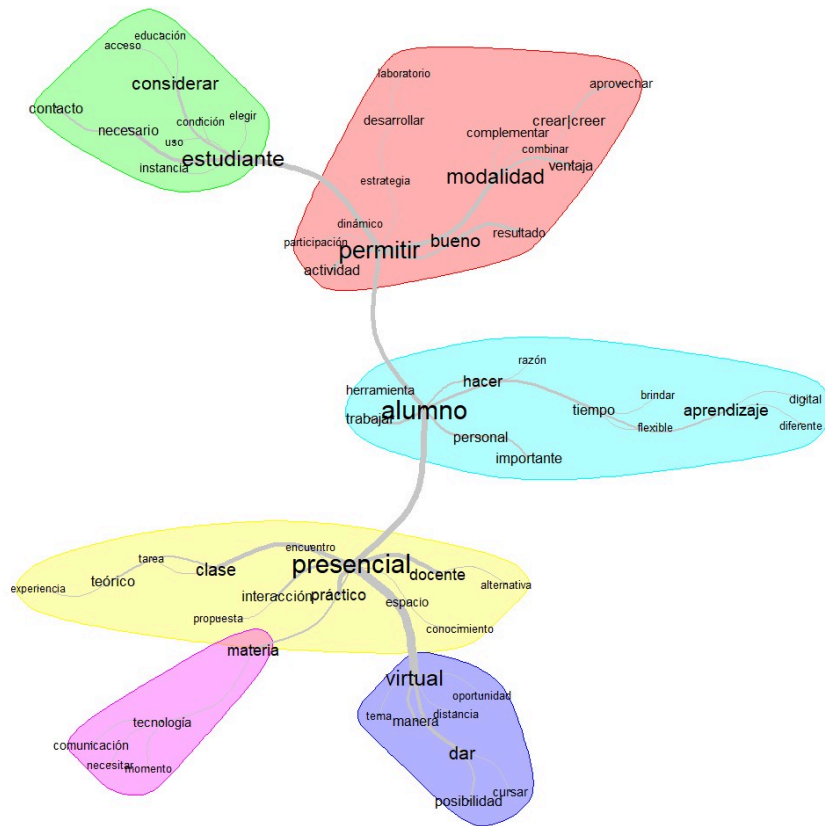 educación
acceso
considerar
contacto
elegir
condición
necesario
uso
estudiante
instancia
laboratorio
aprovechar
desarrollar
crear|creer
complementar
combinar
ventaja
modalidad
estrategia
dinámico
resultado
participación
permitir
bueno
actividad
razón
hacer
herramienta
alumno
trabajar
brindar
digital
tiempo
aprendizaje
flexible
diferente
personal
importante
encuentro
tarea
presencial
clase
docente
teórico
experiencia
alternativa
interacción
práctico
espacio
propuesta
conocimiento
materia
virtual
oportunidad
tema
manera
distancia
tecnología
comunicación
necesitar
momento
dar
cursar
posibilidad